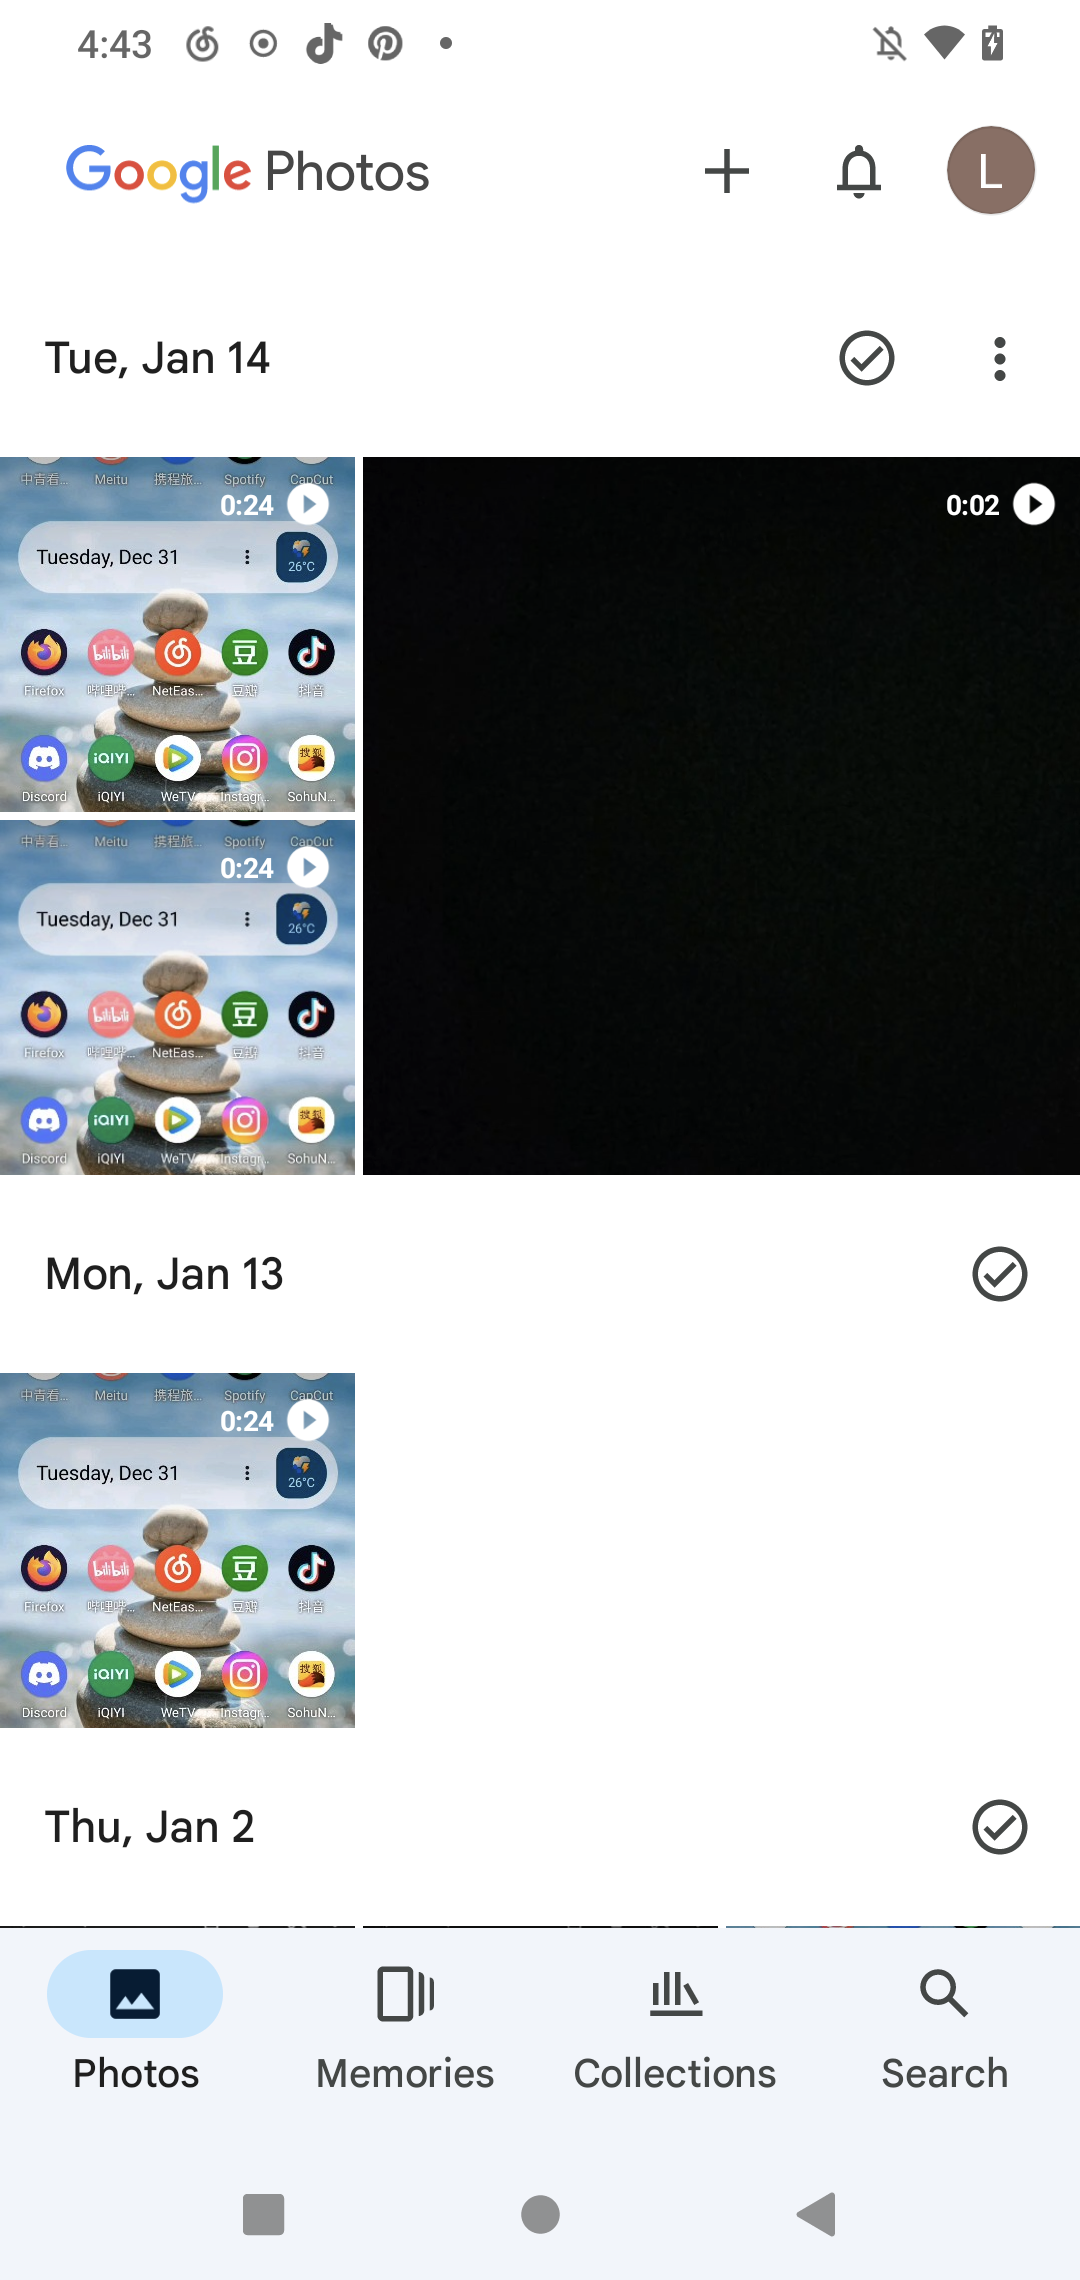 4:43
Google Photos
L
Tue, Jan 14
中青看... Meitu 携程旅... Spotify CapCut
0:24
0:02
Tuesday, Dec 31
26°C
Firefox 哔哩哔... NetEas... 豆瓣 抖音
Discord iQIYI WeTV Instagr... SohuN...
中青看... Meitu 携程旅... Spotify CapCut
0:24
Tuesday, Dec 31
26°C
Firefox 哔哩哔... NetEas... 豆瓣 抖音
Discord iQIYI WeTV Instagr... SohuN...
Mon, Jan 13
中青看... Meitu 携程旅... Spotify CapCut
0:24
Tuesday, Dec 31
26°C
Firefox 哔哩哔... NetEas... 豆瓣 抖音
Discord iQIYI WeTV Instagr... SohuN...
Thu, Jan 2
Photos Memories Collections Search